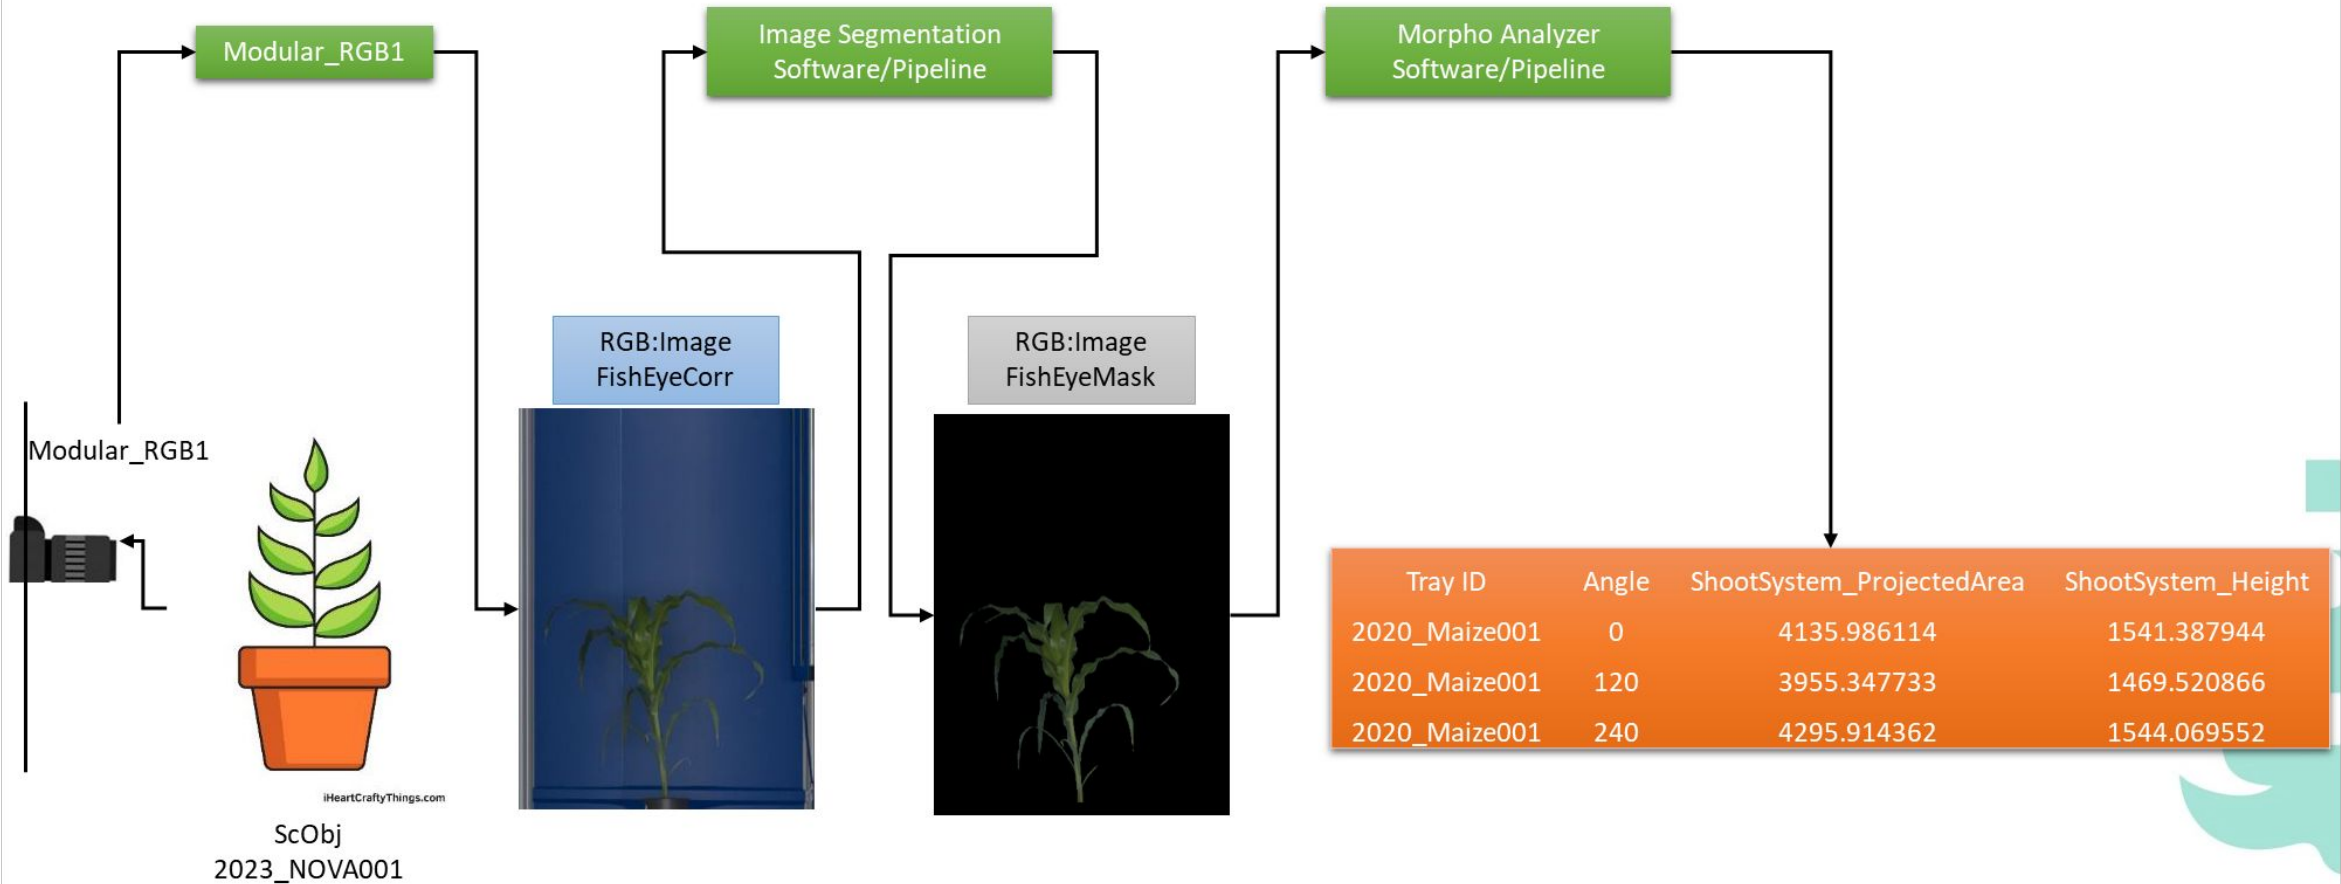 Modular_RGB1
Image Segmentation
Software/Pipeline
Morpho Analyzer
Software/Pipeline
RGB:Image
FishEyeCorr
RGB:Image
FishEyeMask
Modular_RGB1
iHeartCraftyThings.com
ScObj
2023_NOVA001
Tray ID Angle ShootSystem_ProjectedArea ShootSystem_Height
2020_Maize001 0 4135.986114 1541.387944
2020_Maize001 120 3955.347733 1469.520866
2020_Maize001 240 4295.914362 1544.069552